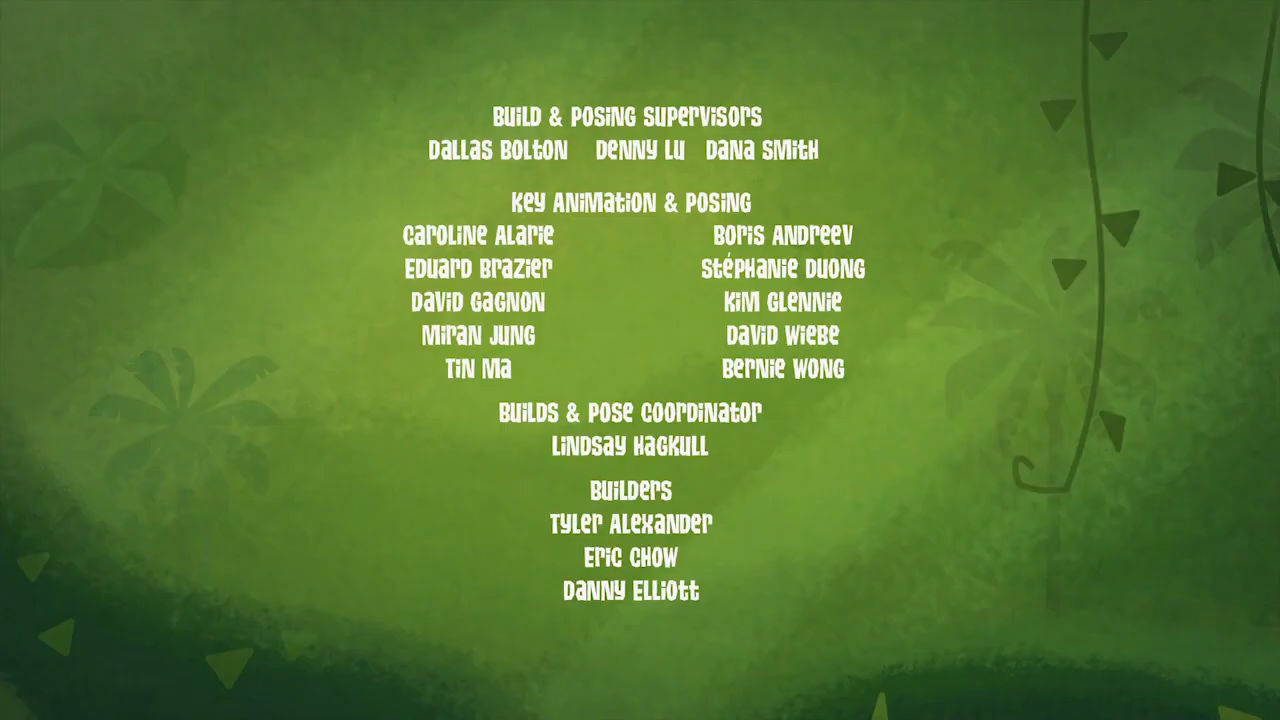 Build & Posing Supervisors
Dallas Bolton Denny Lu Dana Smith
Key Animation & Posing
Caroline Alarie Boris Andreev
Eduard Brazier Stéphanie Duong
David Gagnon Kim Glennie
Miran Jung David Wiebe
Tin Ma Bernie Wong
Builds & Pose Coordinator
Lindsay Hagkull
Builders
Tyler Alexander
Eric Chow
Danny Elliott